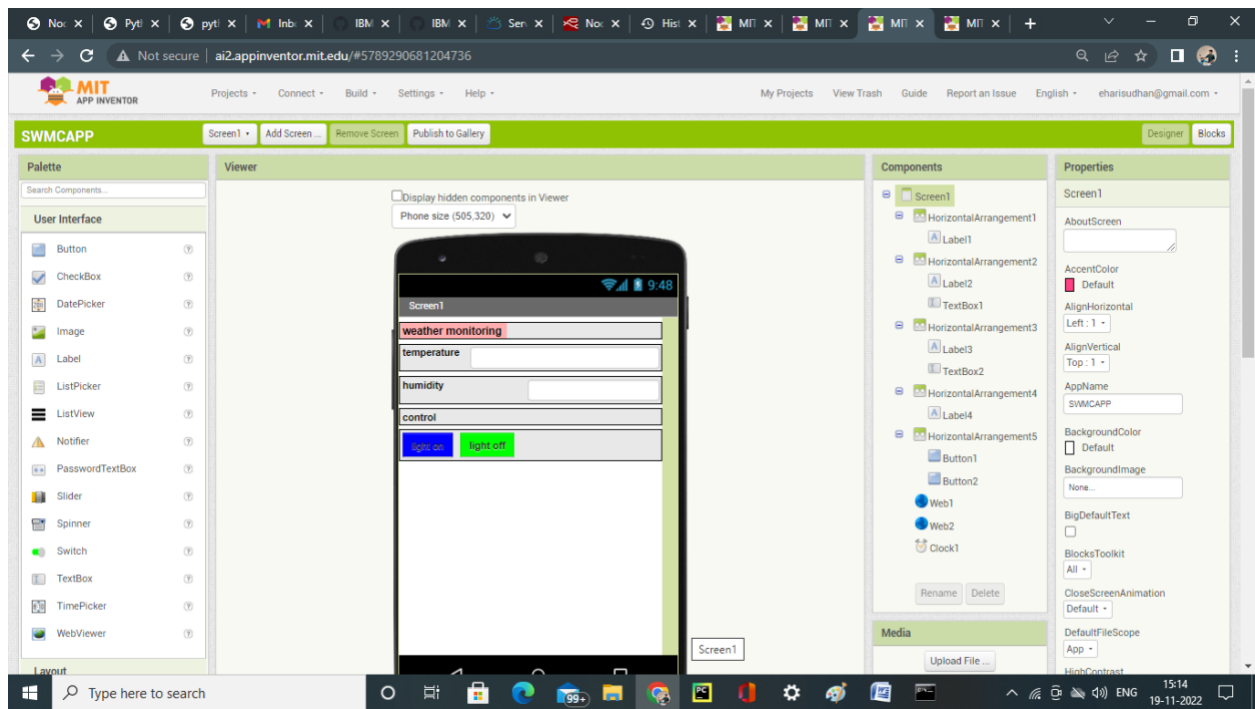 Noc Pytl pytl Inb IBM IBM Ser Noc Hist MIT MIT MIT MIT
Not secure ai2.appinventor.mit.edu/#5789290681204736
MIT
APP INVENTOR
Projects Connect Build Settings Help My Projects View Trash Guide Report an Issue English eharisudhan@gmail.com
SWMCAPP Screen1 Add Screen ... Remove Screen Publish to Gallery Designer Blocks
Palette
Search Components...
User Interface
Button
CheckBox
DatePicker
Image
Label
ListPicker
ListView
Notifier
PasswordTextBox
Slider
Spinner
Switch
TextBox
TimePicker
WebViewer
Layout
Viewer
Display hidden components in Viewer
Phone size (505,320)
9:48
Screen1
weather monitoring
temperature
humidity
control
light on light off
Screen1
Components
Screen1
HorizontalArrangement1
Label1
HorizontalArrangement2
Label2
TextBox1
HorizontalArrangement3
Label3
TextBox2
HorizontalArrangement4
Label4
HorizontalArrangement5
Button1
Button2
Web1
Web2
Clock1
Rename Delete
Media
Upload File ...
Properties
Screen1
AboutScreen
AccentColor
Default
AlignHorizontal
Left : 1
AlignVertical
Top : 1
AppName
SWMCAPP
BackgroundColor
Default
BackgroundImage
None...
BigDefaultText
BlocksToolkit
All
CloseScreenAnimation
Default
DefaultFileScope
App
HighContrast
Type here to search
99+
PC
ENG
15:14
19-11-2022